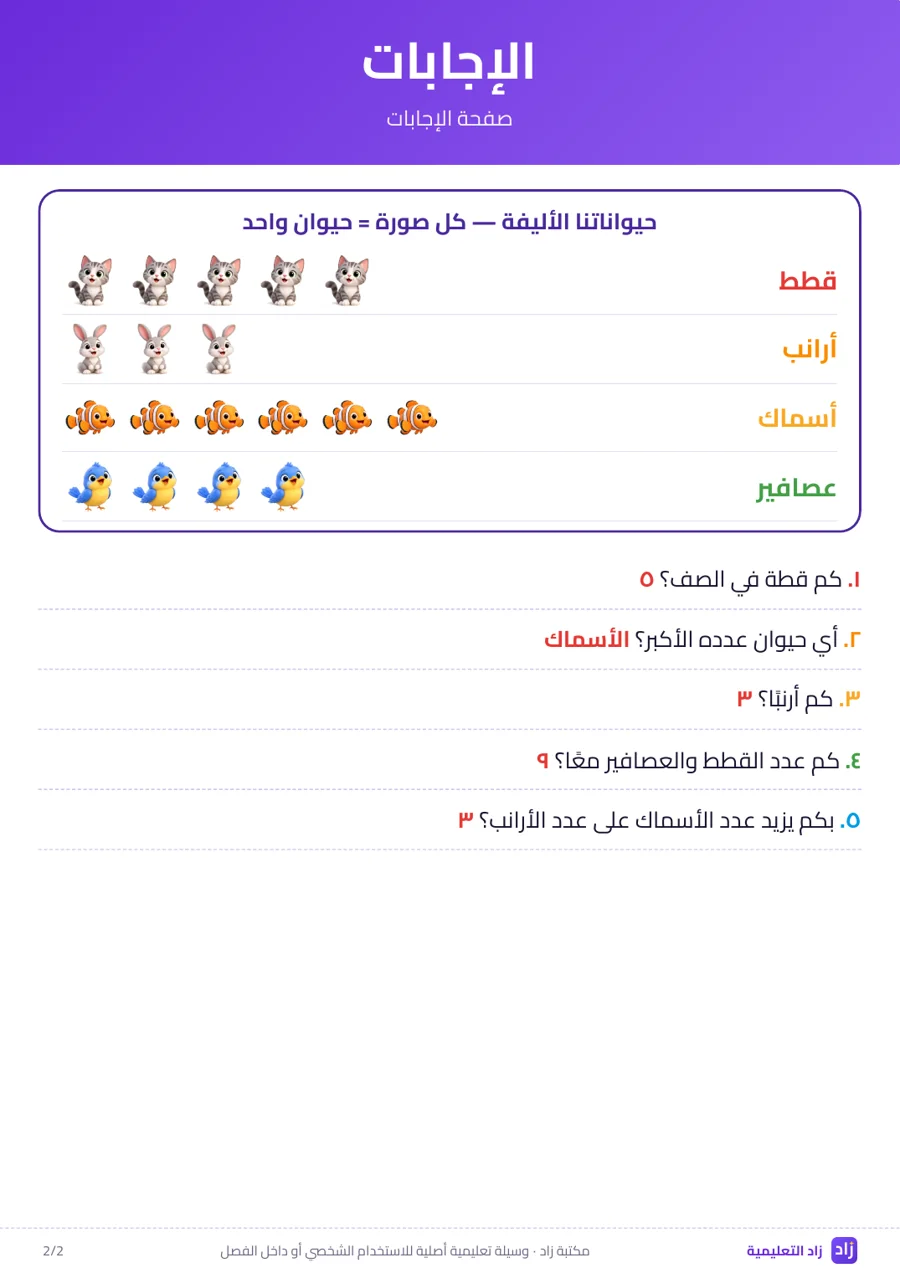 الإجابات
صفحة الإجابات
حيواناتنا الأليفة — كل صورة = حيوان واحد
قطط
أرانب
أسماك
عصافير
١. كم قطة في الصف؟ ٥
٢. أي حيوان عدده الأكبر؟ الأسماك
٣. كم أرنبًا؟ ٣
٤. كم عدد القطط والعصافير معًا؟ ٩
٥. بكم يزيد عدد الأسماك على عدد الأرانب؟ ٣
زاد زاد التعليمية
مكتبة زاد · وسيلة تعليمية أصلية للاستخدام الشخصي أو داخل الفصل
2/2